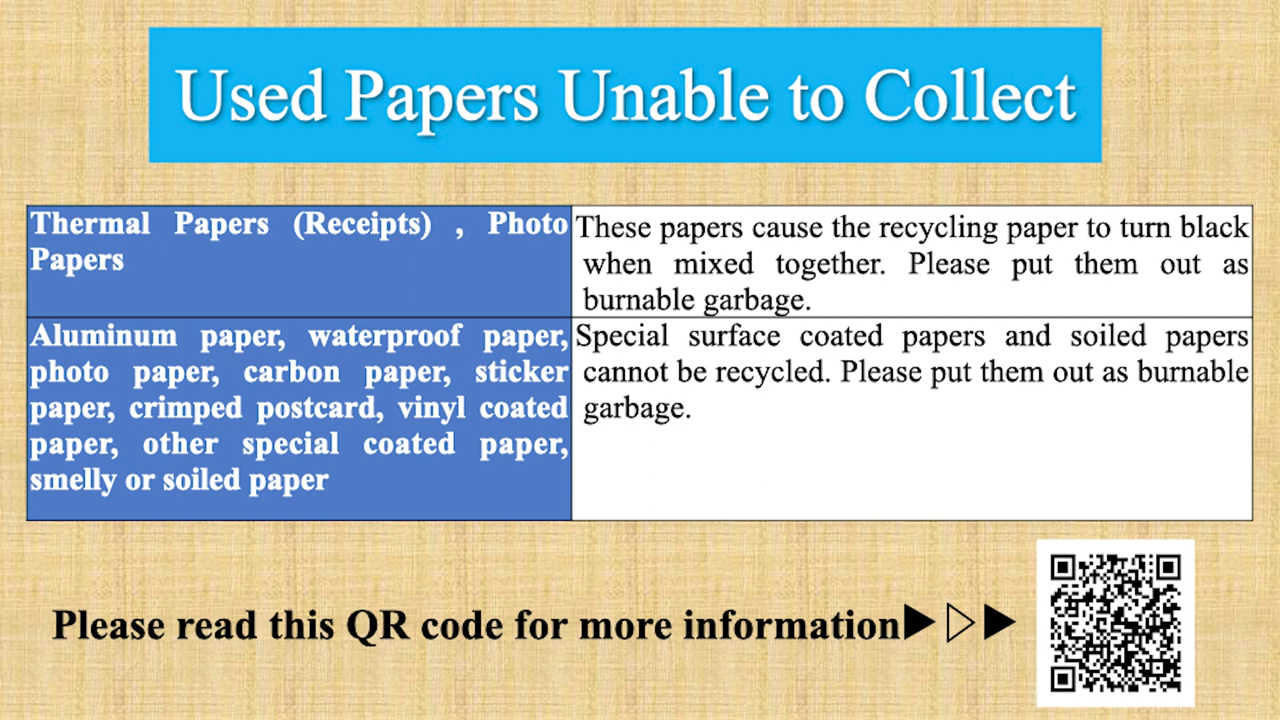 Used Papers Unable to Collect
Thermal Papers (Receipts) , Photo
Papers
These papers cause the recycling paper to turn black
when mixed together. Please put them out as
burnable garbage.
Aluminum paper, waterproof paper,
photo paper, carbon paper, sticker
paper, crimped postcard, vinyl coated
paper, other special coated paper,
smelly or soiled paper
Special surface coated papers and soiled papers
cannot be recycled. Please put them out as burnable
garbage.
Please read this QR code for more information▶▷▶